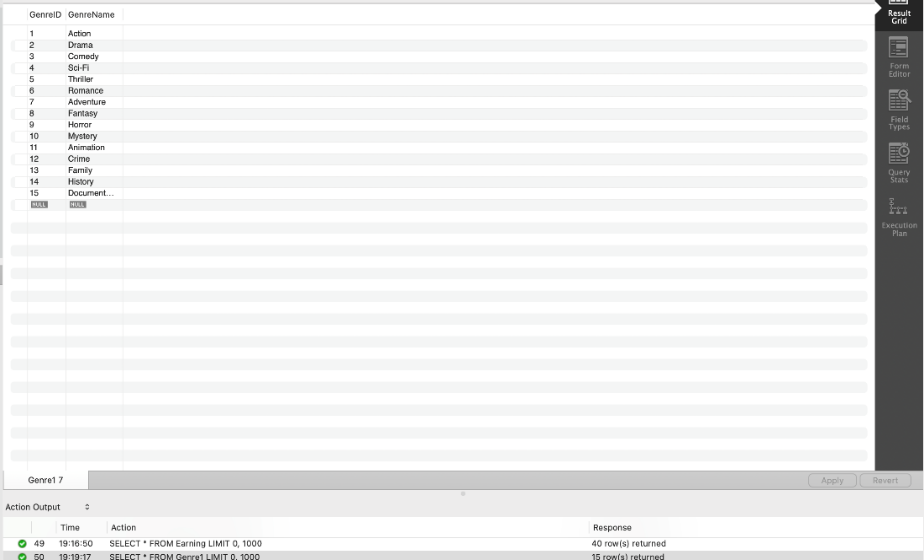 GenreID GenreName
1 Action
2 Drama
3 Comedy
4 Sci-Fi
5 Thriller
6 Romance
7 Adventure
8 Fantasy
9 Horror
10 Mystery
11 Animation
12 Crime
13 Family
14 History
15 Document...
NULL NULL
Result
Grid
Form
Editor
Field
Types
Query
Stats
Execution
Plan
Genre1 7
Apply Revert
Action Output
Time Action Response
49 19:16:50 SELECT * FROM Earning LIMIT 0, 1000 40 row(s) returned
50 19:19:17 SELECT * FROM Genre1 LIMIT 0, 1000 15 row(s) returned